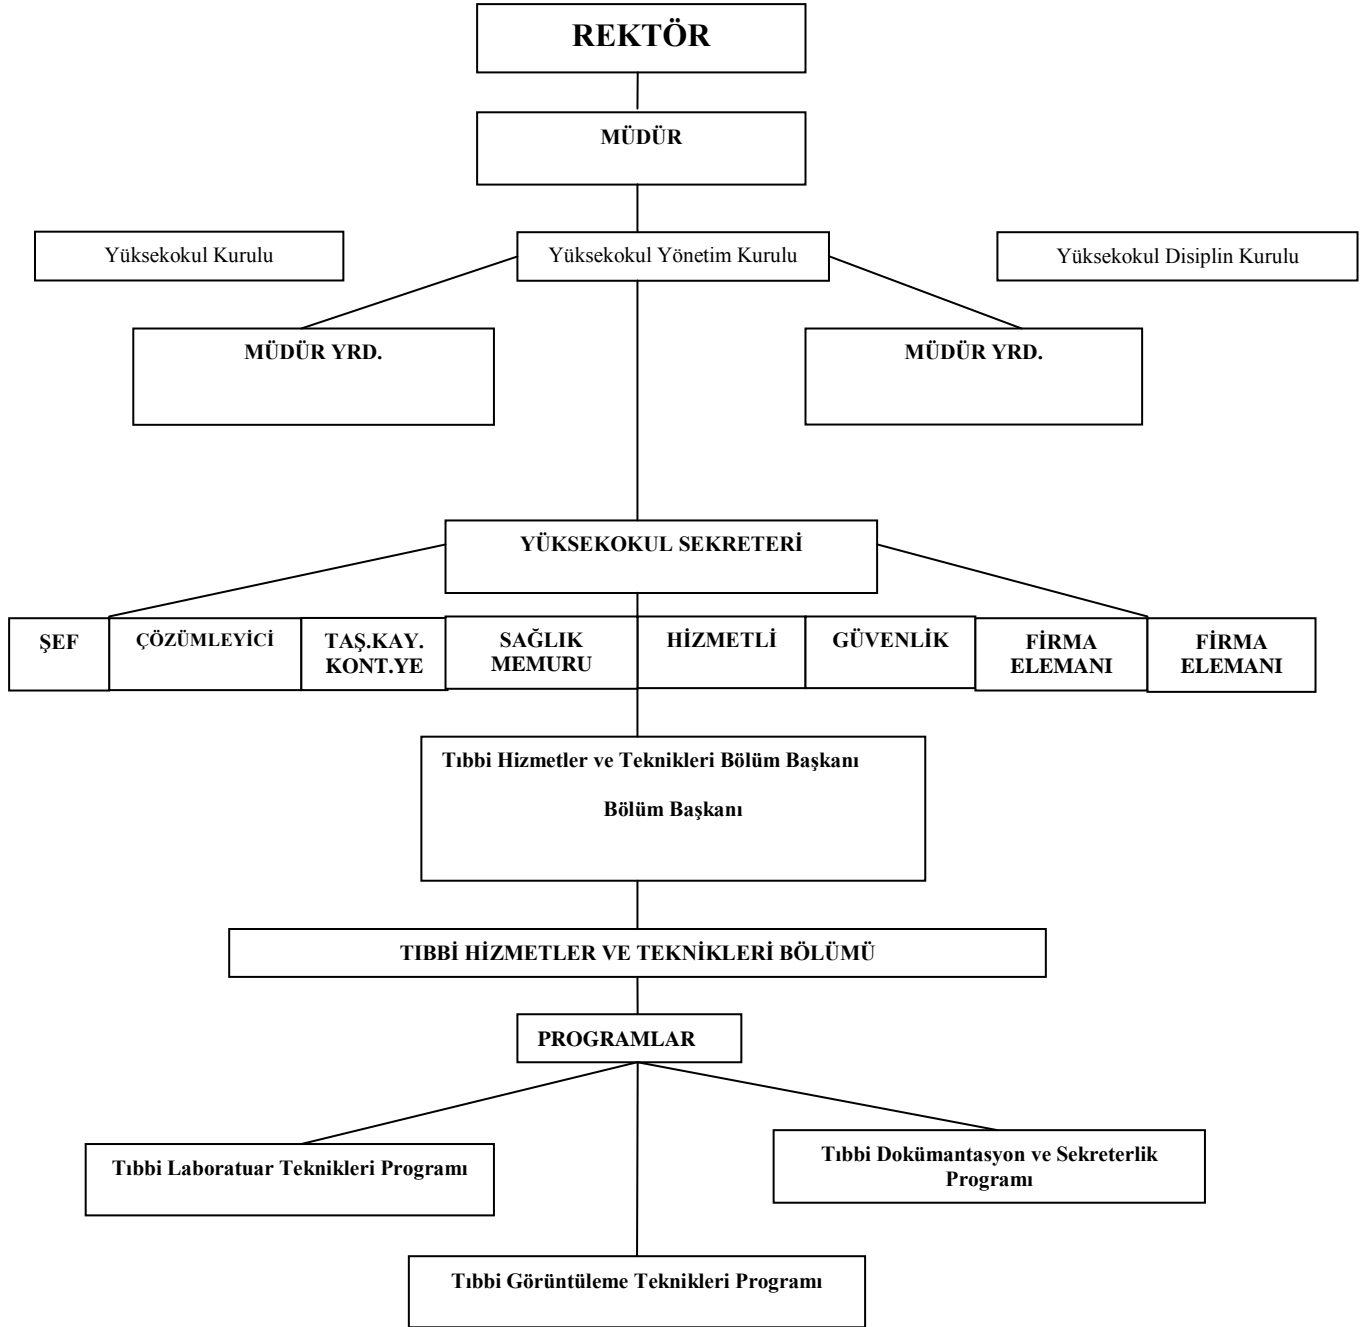 REKTÖR
MÜDÜR
Yüksekokul Kurulu
Yüksekokul Yönetim Kurulu
Yüksekokul Disiplin Kurulu
MÜDÜR YRD.
MÜDÜR YRD.
YÜKSEKOKUL SEKRETERİ
ŞEF
ÇÖZÜMLEYİCİ
TAŞ.KAY.
KONT.YE
SAĞLIK
MEMURU
HİZMETLİ
GÜVENLİK
FİRMA
ELEMANI
FİRMA
ELEMANI
Tıbbi Hizmetler ve Teknikleri Bölüm Başkanı
Bölüm Başkanı
TIBBİ HİZMETLER VE TEKNİKLERİ BÖLÜMÜ
PROGRAMLAR
Tıbbi Laboratuar Teknikleri Programı
Tıbbi Dokümantasyon ve Sekreterlik
Programı
Tıbbi Görüntüleme Teknikleri Programı